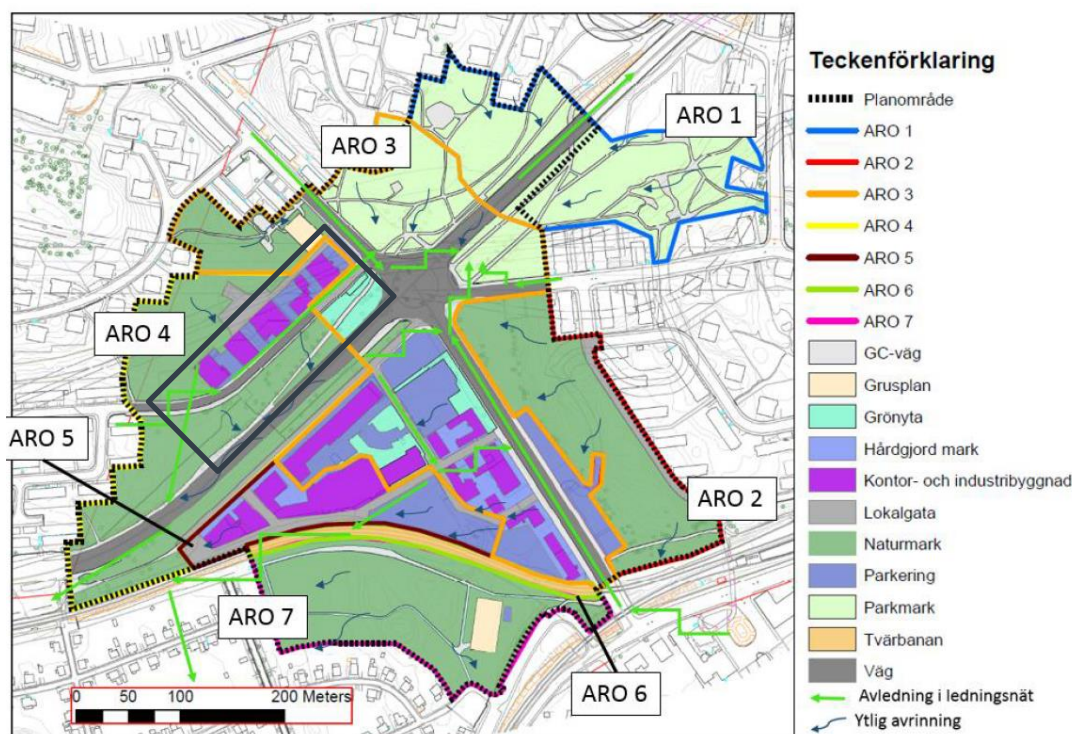 ARO 1
ARO 3
ARO 4
ARO 5
ARO 2
ARO 7
ARO 6
0 50 100 200 Meters
Teckenförklaring
Planområde
ARO 1
ARO 2
ARO 3
ARO 4
ARO 5
ARO 6
ARO 7
GC-väg
Grusplan
Grönyta
Hårdgjord mark
Kontor- och industribyggnad
Lokalgata
Naturmark
Parkering
Parkmark
Tvärbanan
Väg
Avledning i ledningsnät
Ytlig avrinning